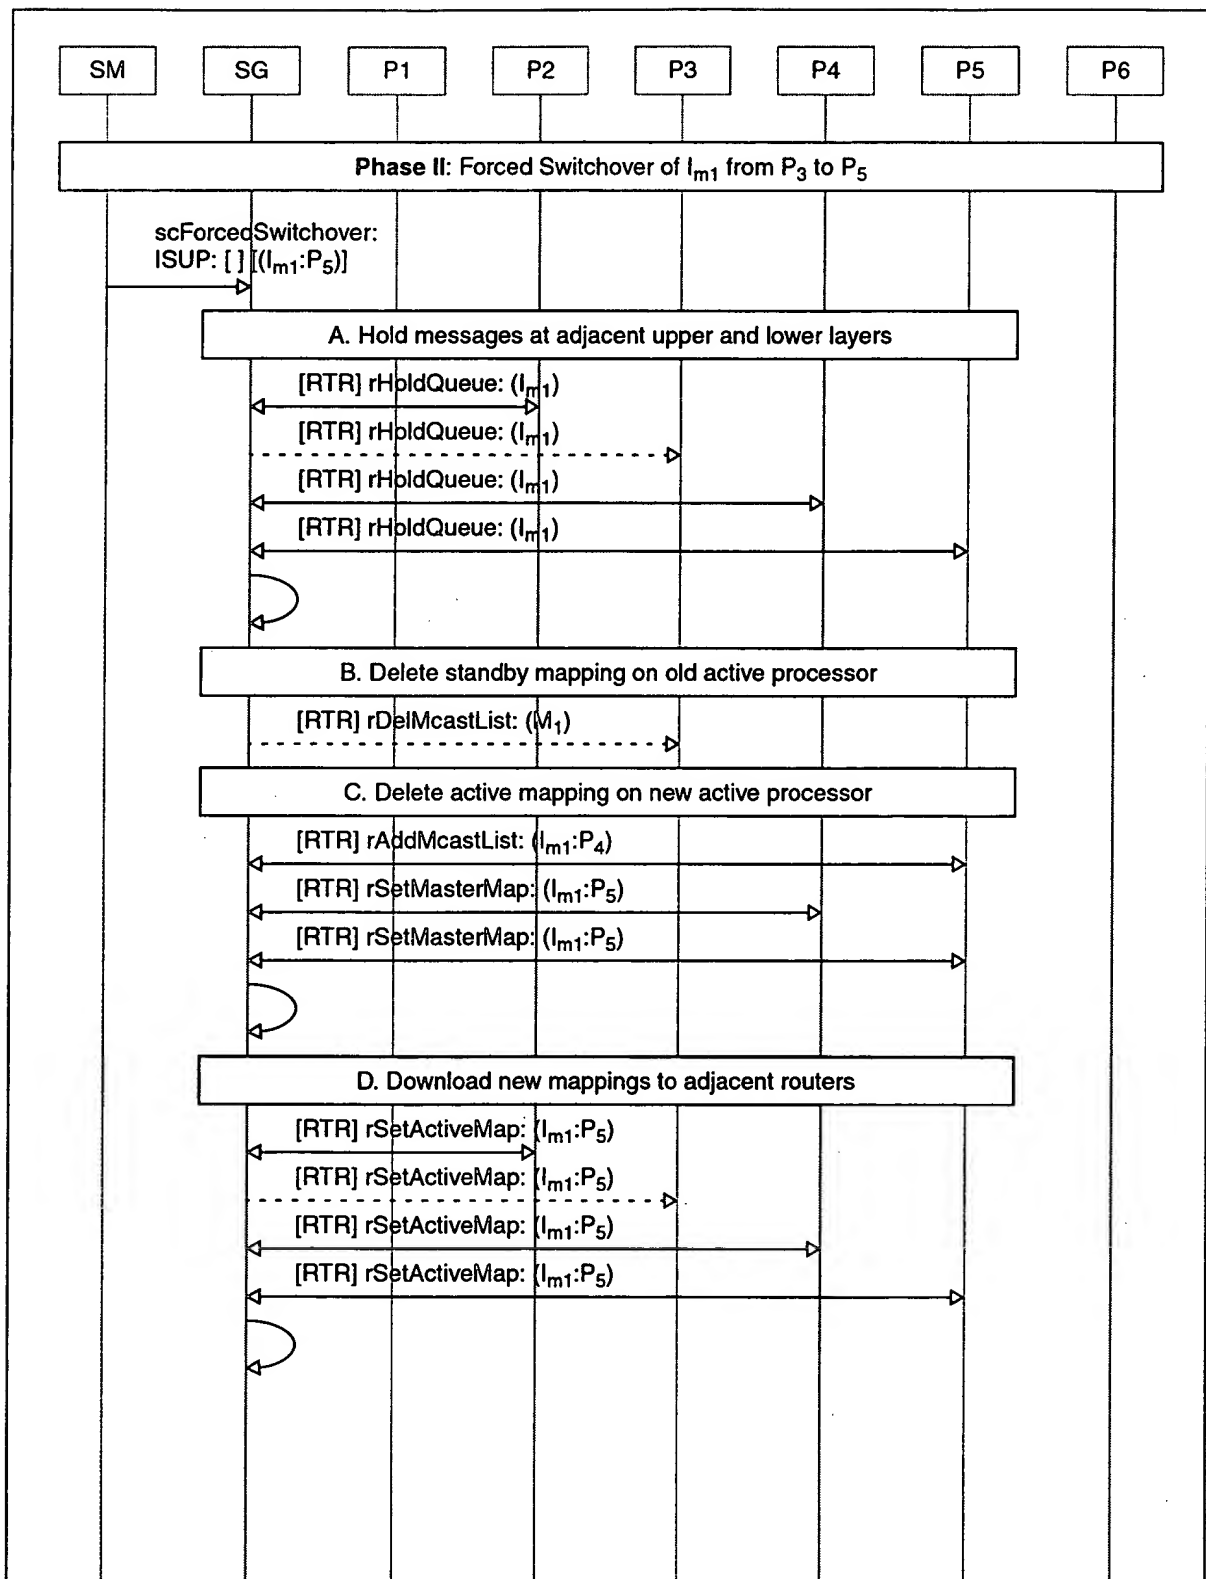 SM SG P1 P2 P3 P4 P5 P6
Phase II: Forced Switchover of Im1 from P3 to P5
scForcedSwitchover:
ISUP: [ ] [(Im1:P5)]
A. Hold messages at adjacent upper and lower layers
[RTR] rHoldQueue: (Im1)
[RTR] rHoldQueue: (Im1)
[RTR] rHoldQueue: (Im1)
[RTR] rHoldQueue: (Im1)
B. Delete standby mapping on old active processor
[RTR] rDelMcastList: (M1)
C. Delete active mapping on new active processor
[RTR] rAddMcastList: (Im1:P4)
[RTR] rSetMasterMap: (Im1:P5)
[RTR] rSetMasterMap: (Im1:P5)
D. Download new mappings to adjacent routers
[RTR] rSetActiveMap: (Im1:P5)
[RTR] rSetActiveMap: (Im1:P5)
[RTR] rSetActiveMap: (Im1:P5)
[RTR] rSetActiveMap: (Im1:P5)